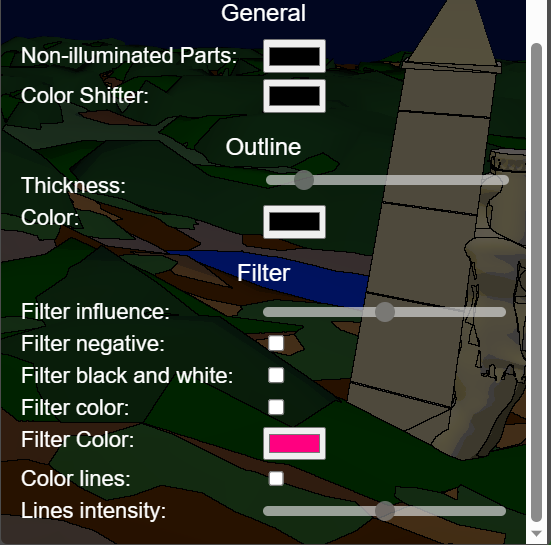 General
Non-illuminated Parts:
Color Shifter:
Outline
Thickness:
Color:
Filter
Filter influence:
Filter negative:
Filter black and white:
Filter color:
Filter Color:
Color lines:
Lines intensity: